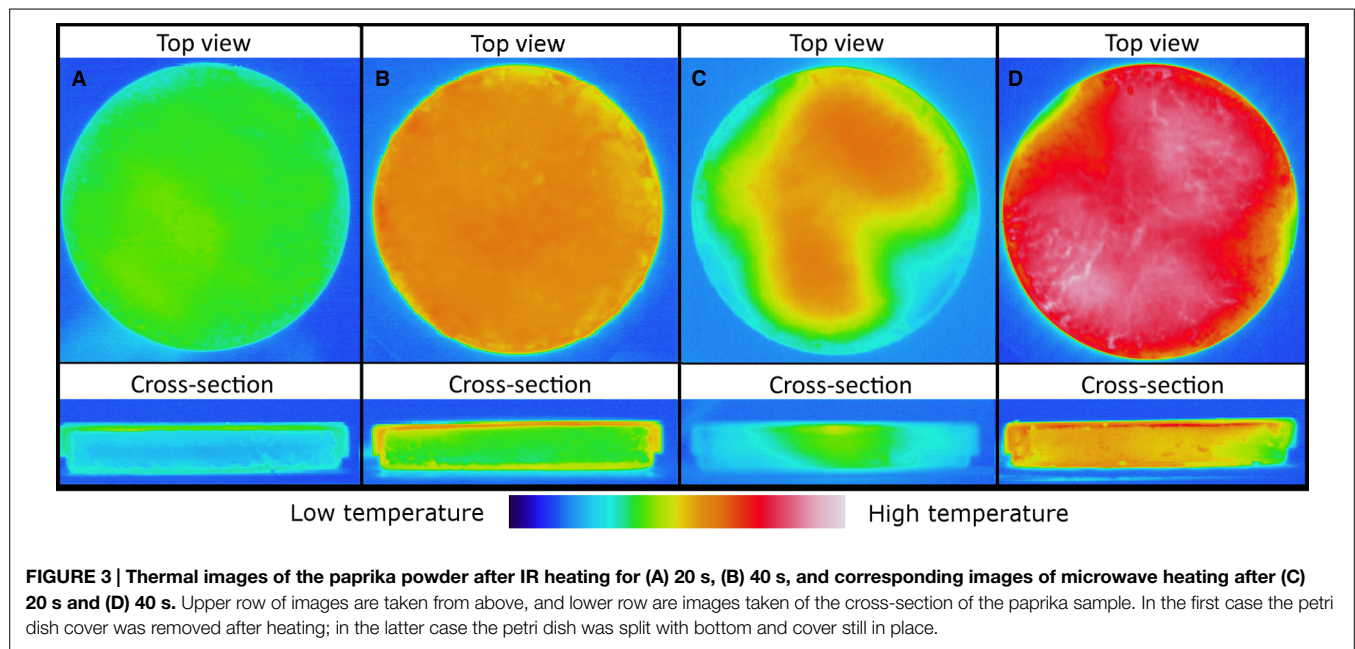 Top view
Top view
Top view
Top view
A
B
C
D
Cross-section
Cross-section
Cross-section
Cross-section
Low temperature
High temperature
FIGURE 3 | Thermal images of the paprika powder after IR heating for (A) 20 s, (B) 40 s, and corresponding images of microwave heating after (C)
20 s and (D) 40 s. Upper row of images are taken from above, and lower row are images taken of the cross-section of the paprika sample. In the first case the petri
dish cover was removed after heating; in the latter case the petri dish was split with bottom and cover still in place.